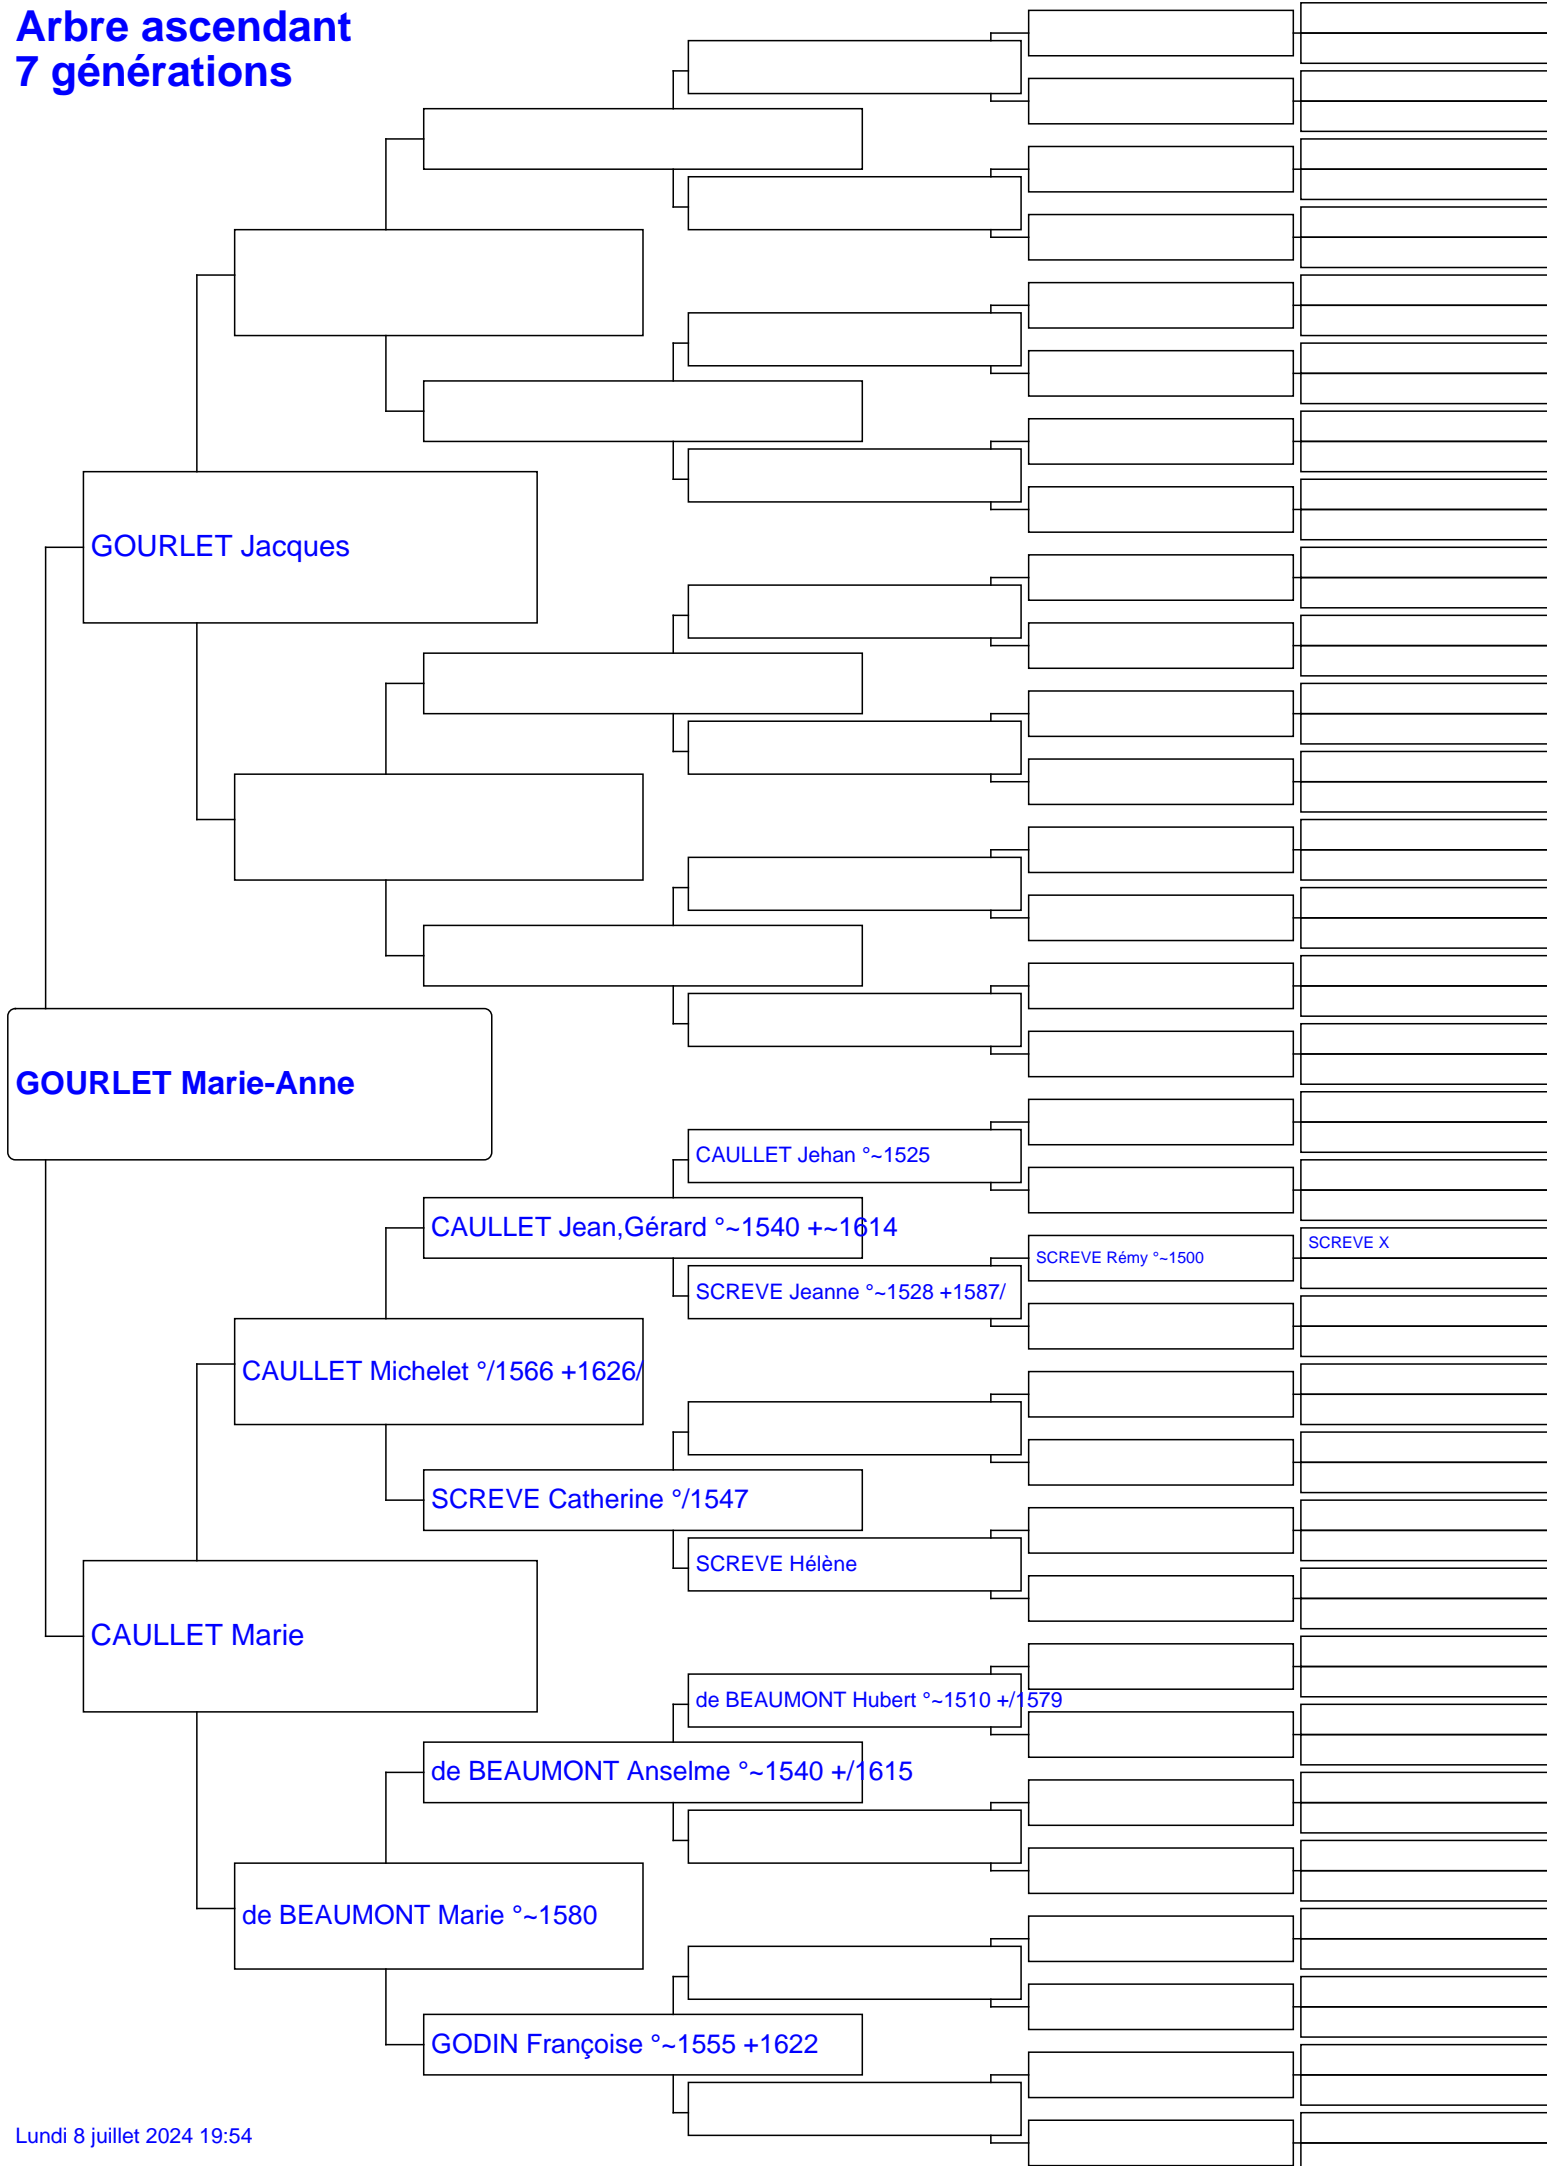 Arbre ascendant
7 générations
GOURLET Jacques
GOURLET Marie-Anne
CAULLET Jehan °~1525
CAULLET Jean,Gérard °~1540 +~1614
SCREVE X
SCREVE Rémy °~1500
SCREVE Jeanne °~1528 +1587/
CAULLET Michelet °/1566 +1626/
SCREVE Catherine °/1547
SCREVE Hélène
CAULLET Marie
de BEAUMONT Hubert °~1510 +/1579
de BEAUMONT Anselme °~1540 +/1615
de BEAUMONT Marie °~1580
GODIN Françoise °~1555 +1622
Lundi 8 juillet 2024 19:54